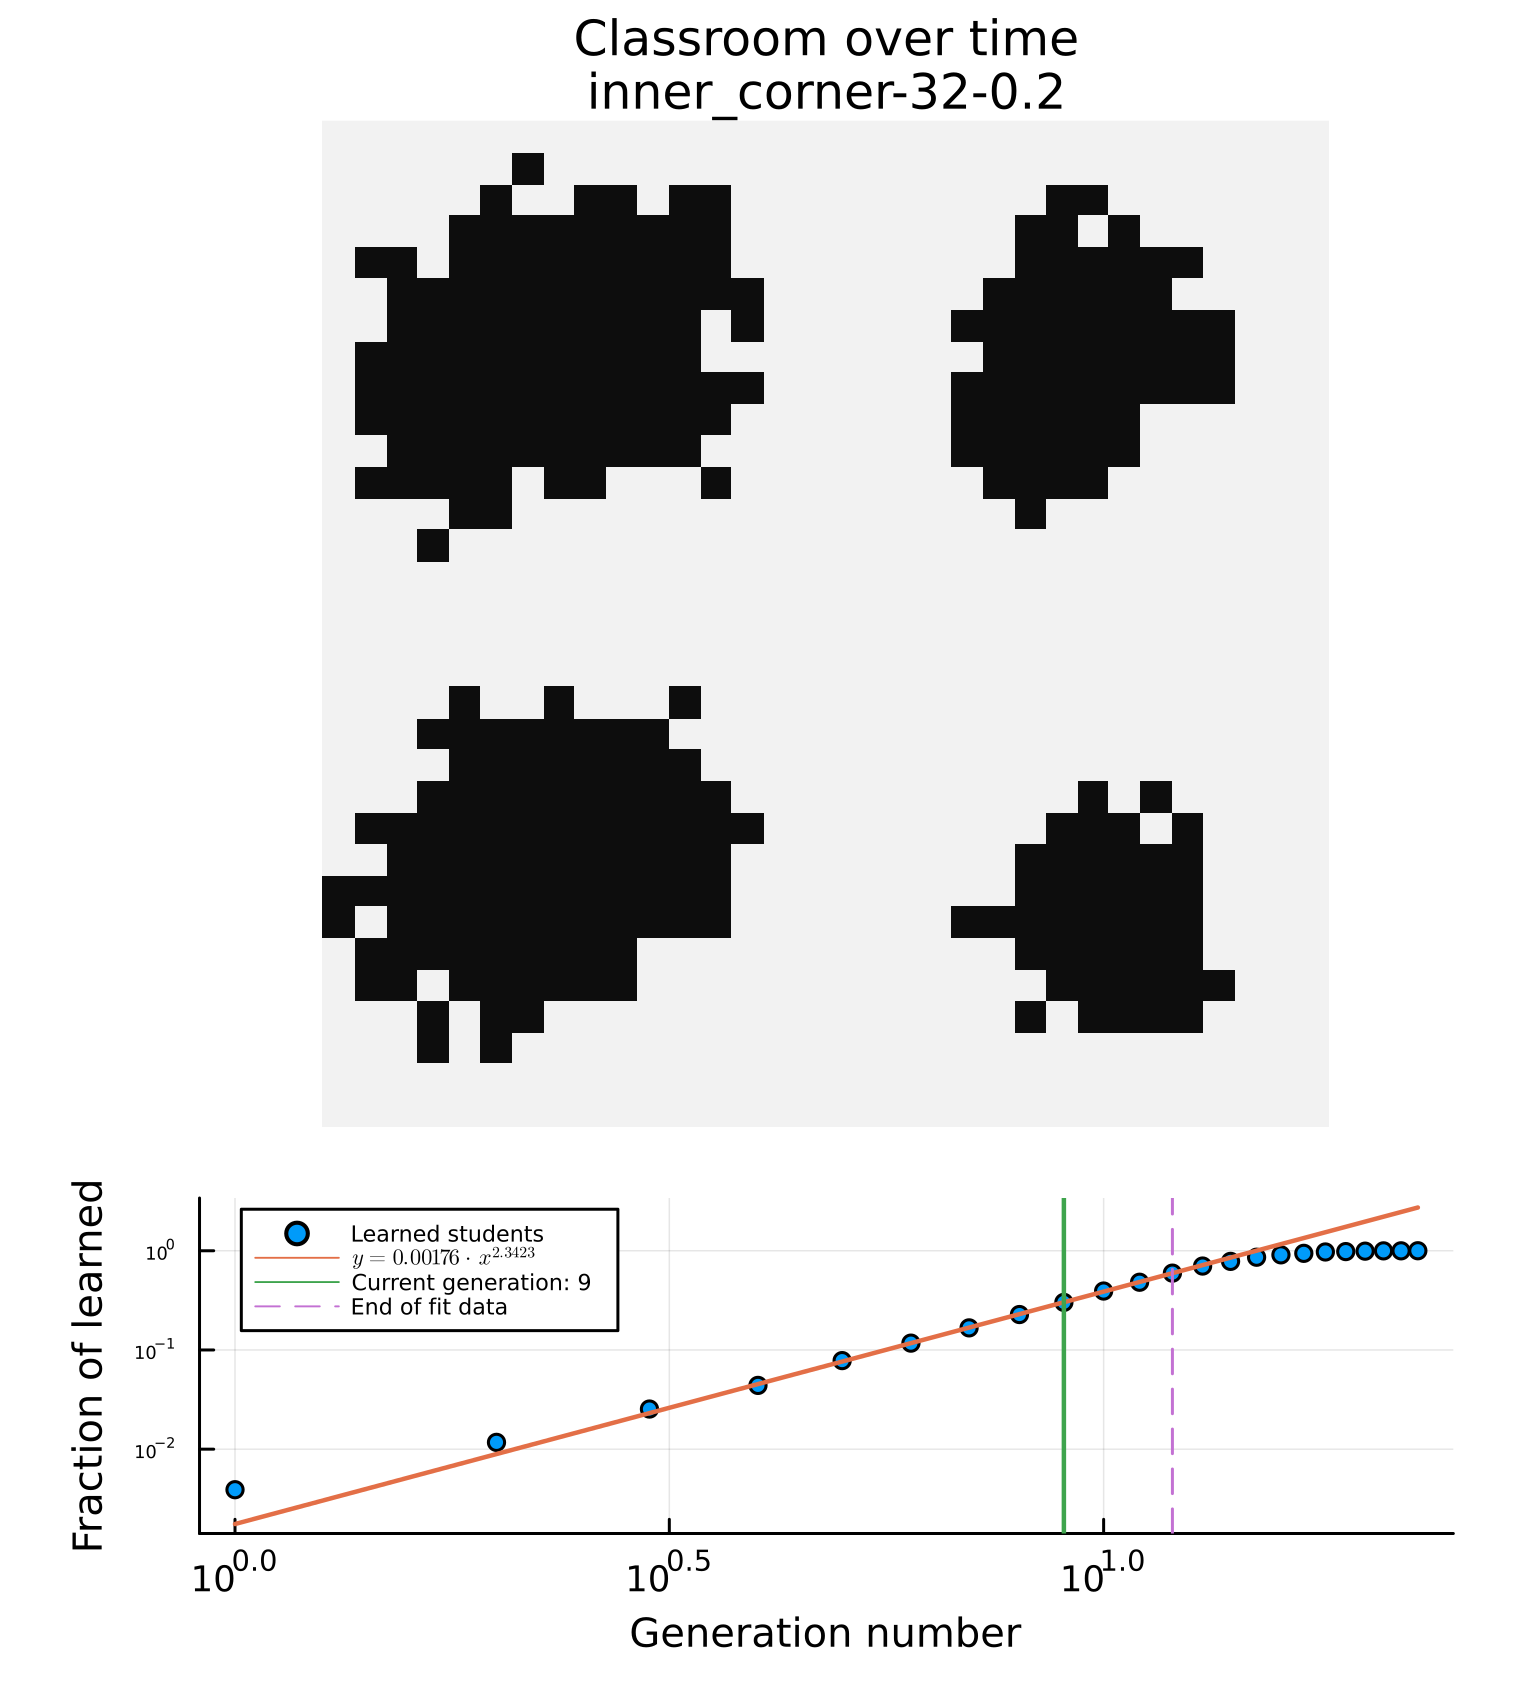 Classroom over time
inner_corner-32-0.2
Fraction of learned
10^0
10^-1
10^-2
Learned students
y = 0.00176 · x^2.3423
Current generation: 9
End of fit data
10^0.0
10^0.5
10^1.0
Generation number